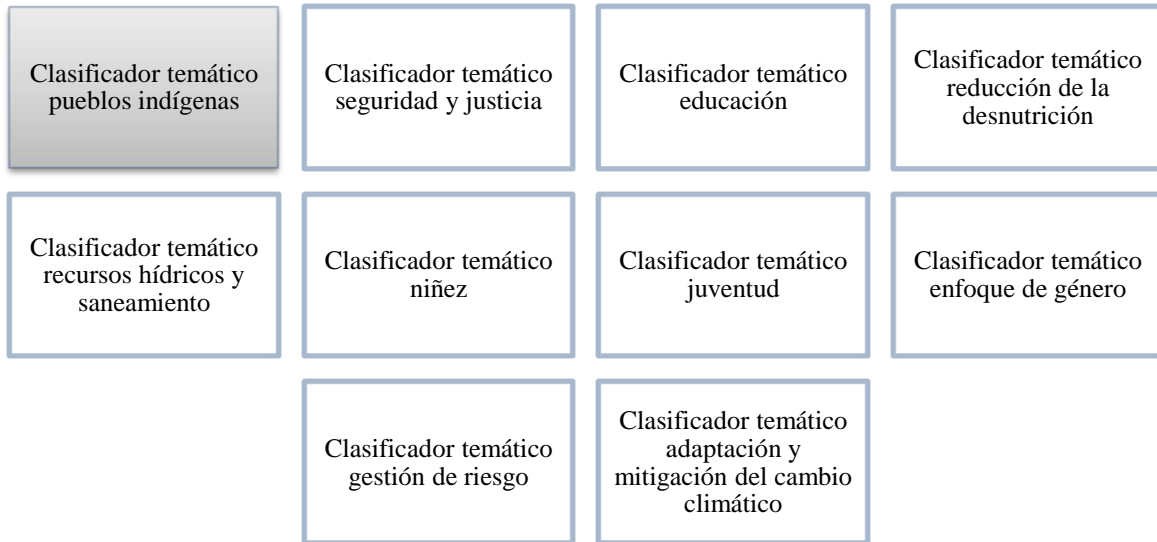 Clasificador temático
pueblos indígenas
Clasificador temático
seguridad y justicia
Clasificador temático
educación
Clasificador temático
reducción de la
desnutrición
Clasificador temático
recursos hídricos y
saneamiento
Clasificador temático
niñez
Clasificador temático
juventud
Clasificador temático
enfoque de género
Clasificador temático
gestión de riesgo
Clasificador temático
adaptación y
mitigación del cambio
climático